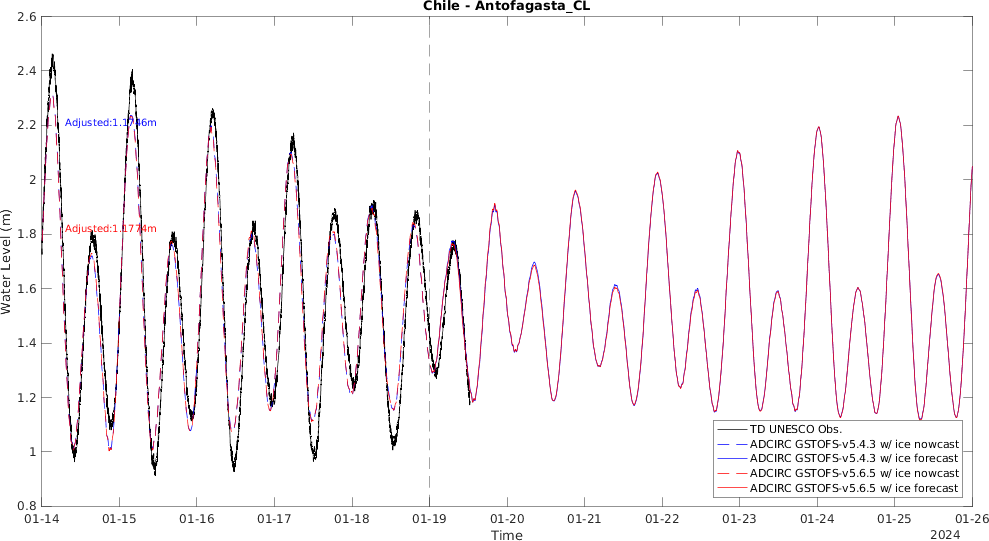 Chile - Antofagasta_CL
2.6
2.4
2.2
2
1.8
1.6
1.4
1.2
1
0.8
Water Level (m)
Adjusted:1.1746m
Adjusted:1.1774m
TD UNESCO Obs.
ADCIRC GSTOFS-v5.4.3 w/ ice nowcast
ADCIRC GSTOFS-v5.4.3 w/ ice forecast
ADCIRC GSTOFS-v5.6.5 w/ ice nowcast
ADCIRC GSTOFS-v5.6.5 w/ ice forecast
01-14 01-15 01-16 01-17 01-18 01-19 01-20 01-21 01-22 01-23 01-24 01-25 01-26
Time
2024